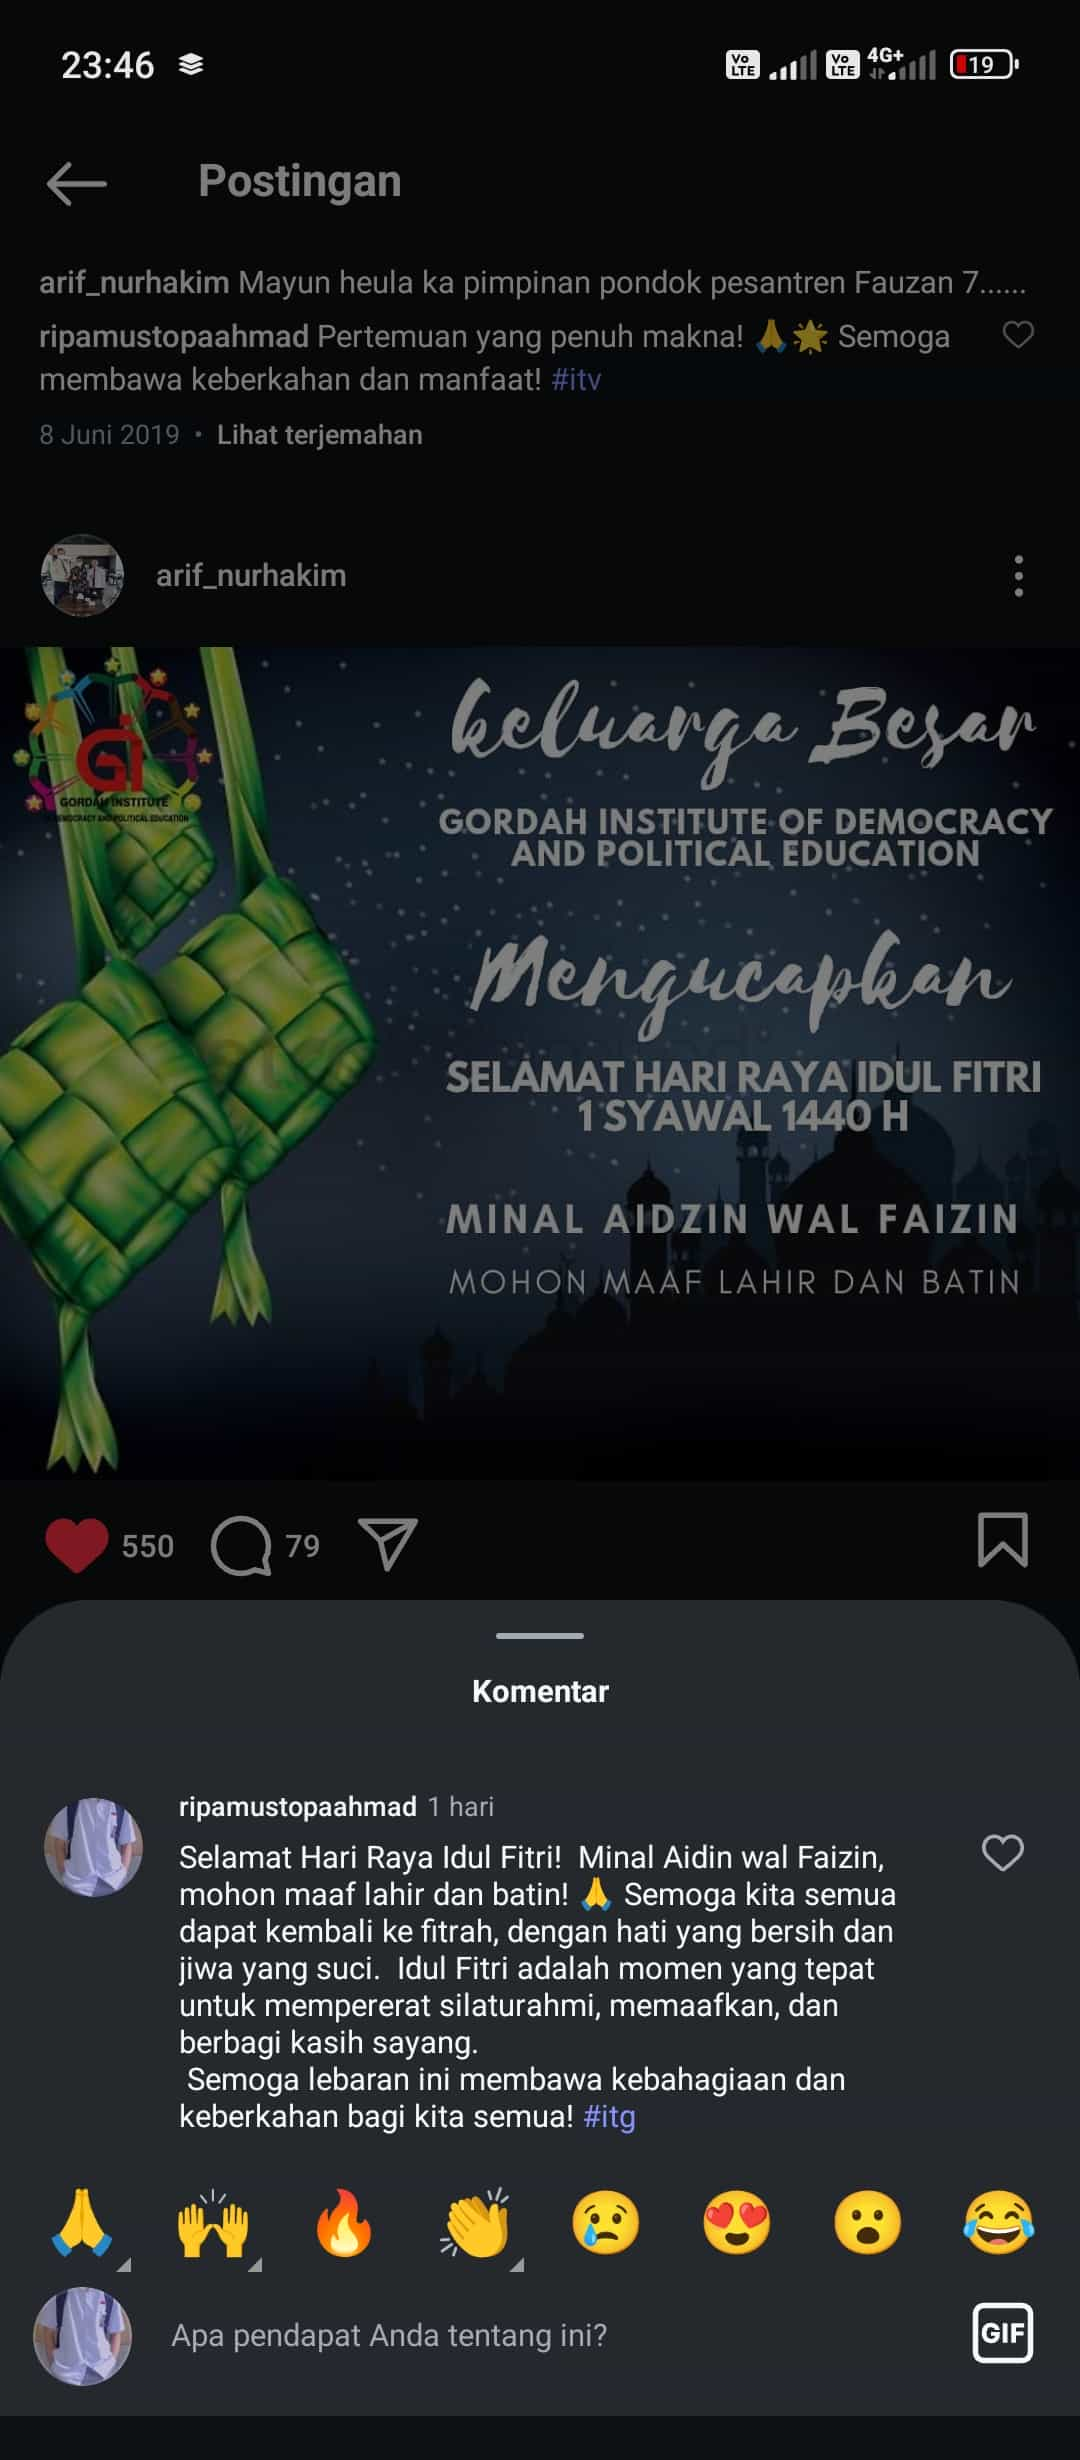 23:46
Vo LTE
Vo LTE
4G+
19
Postingan
arif_nurhakim Mayun heula ka pimpinan pondok pesantren Fauzan 7......
ripamustopaahmad Pertemuan yang penuh makna! 🙏🌟 Semoga
membawa keberkahan dan manfaat! #itv
8 Juni 2019 • Lihat terjemahan
arif_nurhakim
GI
GORDAH INSTITUTE
DEMOCRACY AND POLITICAL EDUCATION
Keluarga Besar
GORDAH INSTITUTE OF DEMOCRACY
AND POLITICAL EDUCATION
Mengucapkan
SELAMAT HARI RAYA IDUL FITRI
1 SYAWAL 1440 H
MINAL AIDZIN WAL FAIZIN
MOHON MAAF LAHIR DAN BATIN
550
79
Komentar
ripamustopaahmad 1 hari
Selamat Hari Raya Idul Fitri!  Minal Aidin wal Faizin,
mohon maaf lahir dan batin! 🙏 Semoga kita semua
dapat kembali ke fitrah, dengan hati yang bersih dan
jiwa yang suci.  Idul Fitri adalah momen yang tepat
untuk mempererat silaturahmi, memaafkan, dan
berbagi kasih sayang.
Semoga lebaran ini membawa kebahagiaan dan
keberkahan bagi kita semua! #itg
Apa pendapat Anda tentang ini?
GIF